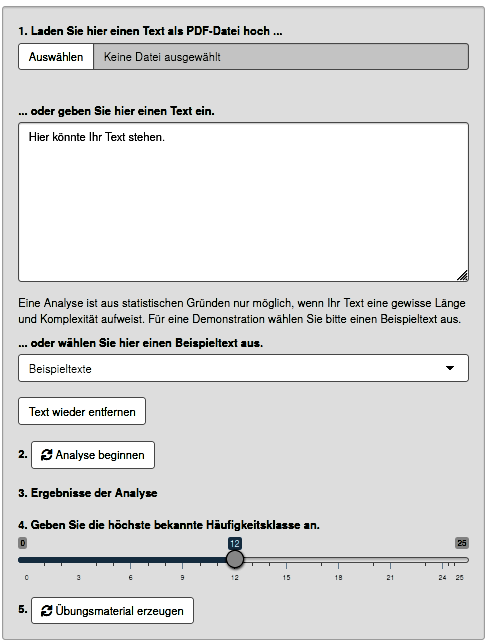 1. Laden Sie hier einen Text als PDF-Datei hoch ...
Auswählen Keine Datei ausgewählt
... oder geben Sie hier einen Text ein.
Hier könnte Ihr Text stehen.
Eine Analyse ist aus statistischen Gründen nur möglich, wenn Ihr Text eine gewisse Länge
und Komplexität aufweist. Für eine Demonstration wählen Sie bitte einen Beispieltext aus.
... oder wählen Sie hier einen Beispieltext aus.
Beispieltexte
Text wieder entfernen
2. Analyse beginnen
3. Ergebnisse der Analyse
4. Geben Sie die höchste bekannte Häufigkeitsklasse an.
0 12 25
0 3 6 9 12 15 18 21 24 25
5. Übungsmaterial erzeugen